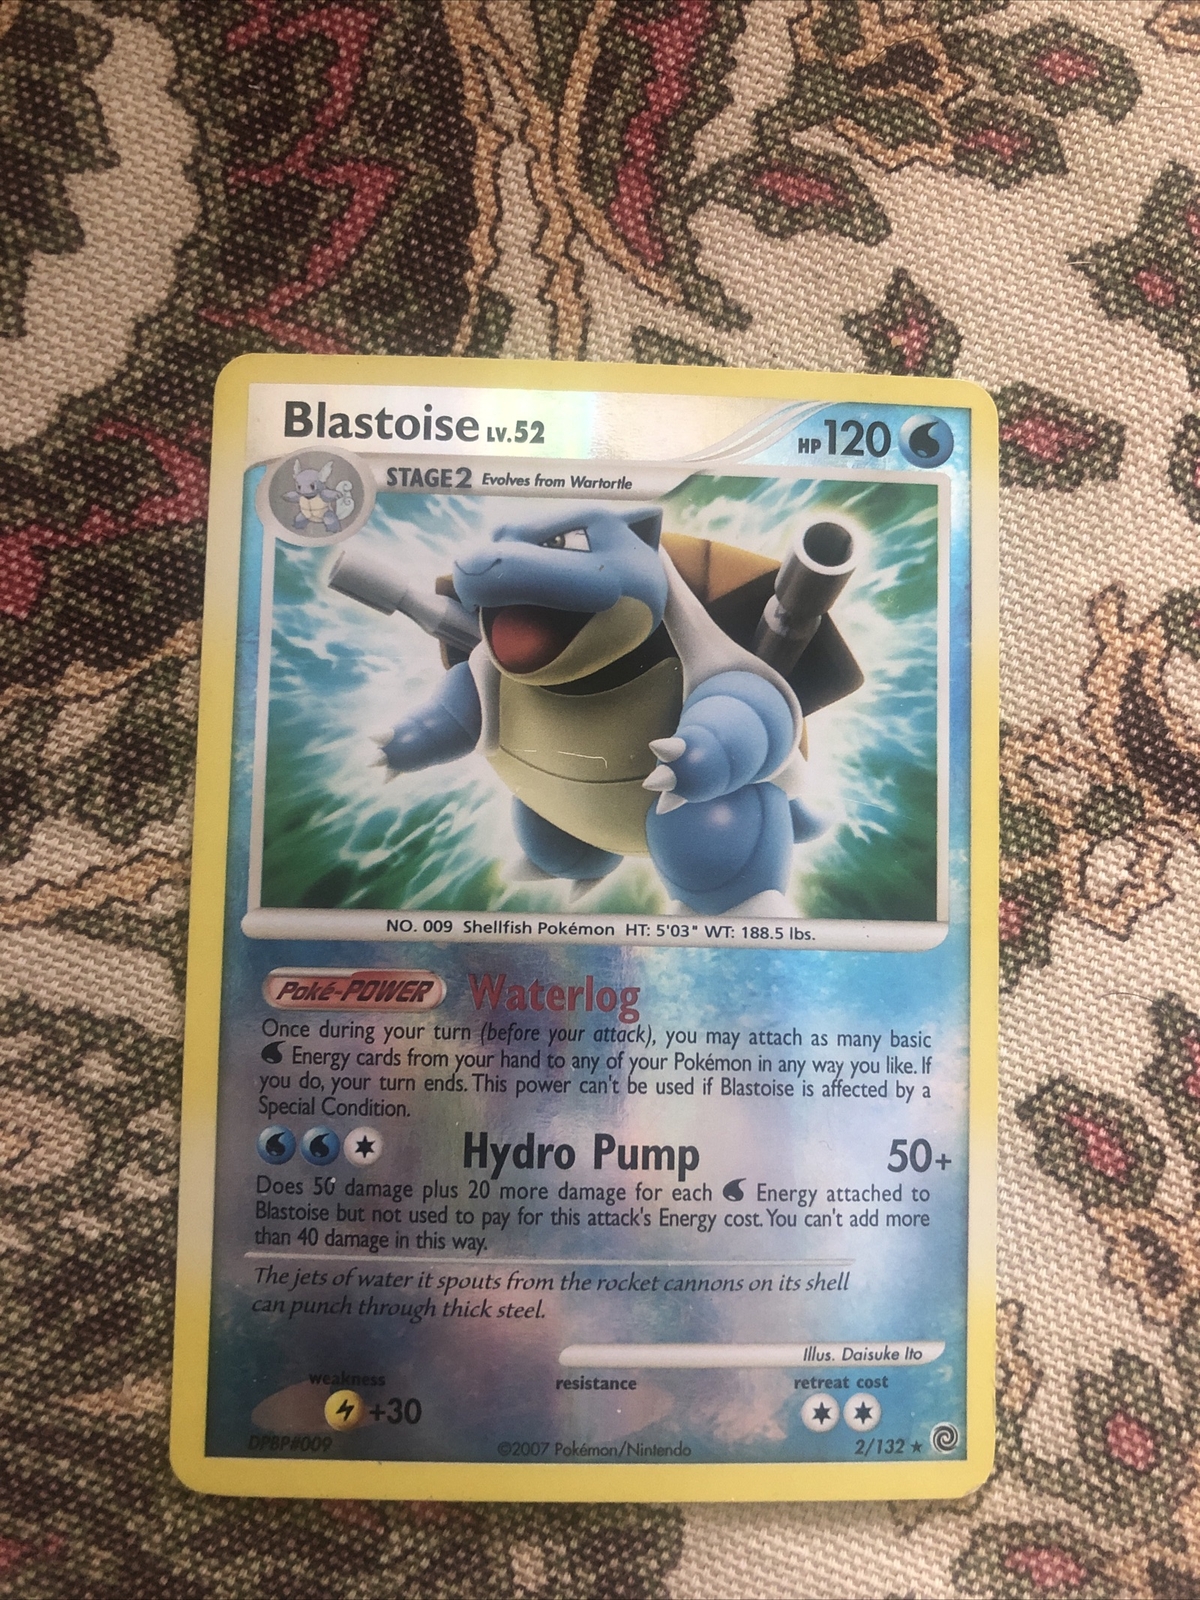 Blastoise LV.52
HP 120
STAGE 2 Evolves from Wartortle
NO. 009 Shellfish Pokémon HT: 5'03" WT: 188.5 lbs.
Poké-POWER Waterlog
Once during your turn (before your attack), you may attach as many basic
Energy cards from your hand to any of your Pokémon in any way you like. If
you do, your turn ends. This power can't be used if Blastoise is affected by a
Special Condition.
Hydro Pump 50+
Does 50 damage plus 20 more damage for each Energy attached to
Blastoise but not used to pay for this attack's Energy cost. You can't add more
than 40 damage in this way.
The jets of water it spouts from the rocket cannons on its shell
can punch through thick steel.
Illus. Daisuke Ito
weakness resistance retreat cost
+30
DPBP#009 ©2007 Pokémon/Nintendo 2/132 ★